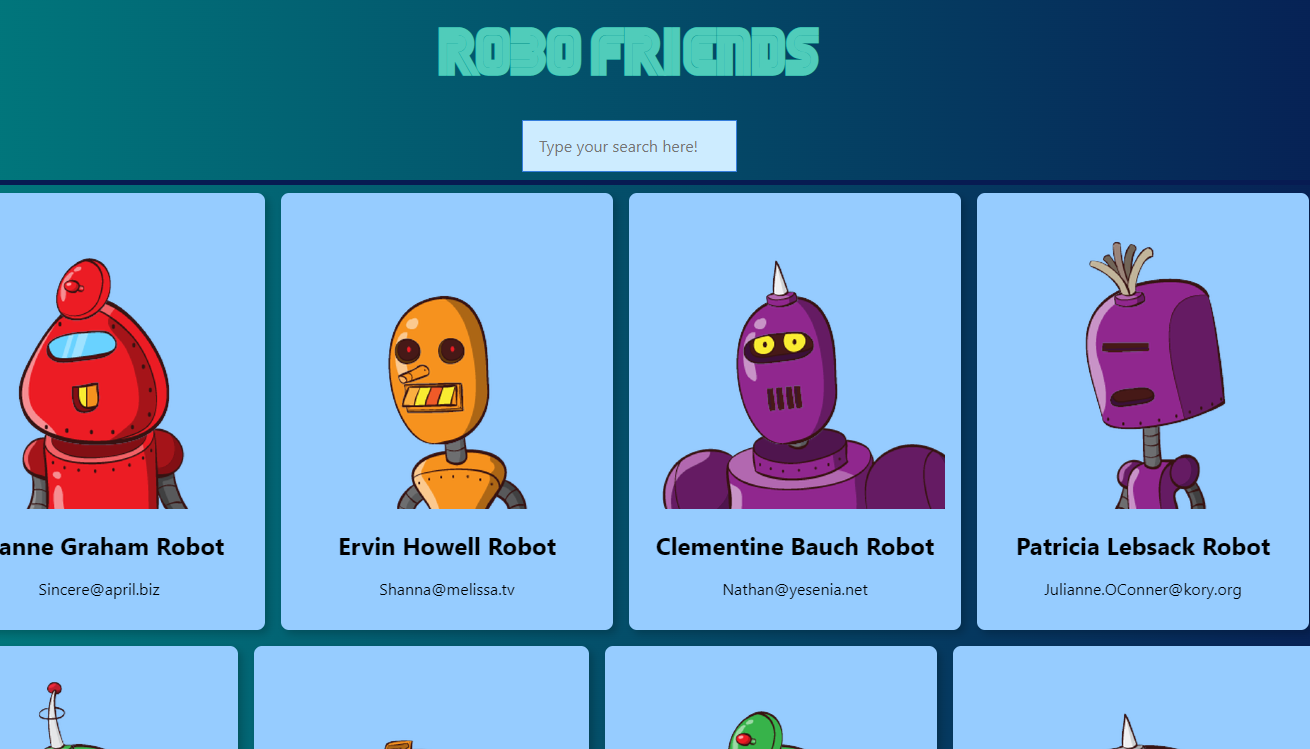 ROBO FRIENDS
Type your search here!
anne Graham Robot
Ervin Howell Robot
Clementine Bauch Robot
Patricia Lebsack Robot
Sincere@april.biz
Shanna@melissa.tv
Nathan@yesenia.net
Julianne.OConner@kory.org